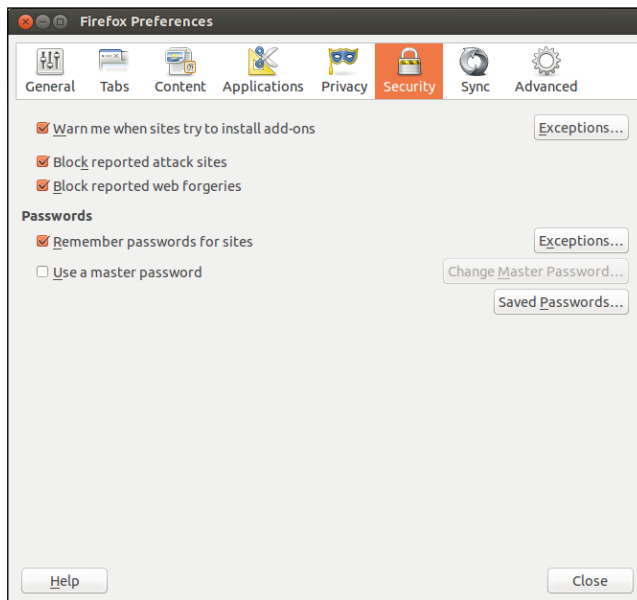 Firefox Preferences
General Tabs Content Applications Privacy Security Sync Advanced
Warn me when sites try to install add-ons Exceptions...
Block reported attack sites
Block reported web forgeries
Passwords
Remember passwords for sites Exceptions...
Use a master password Change Master Password...
Saved Passwords...
Help Close